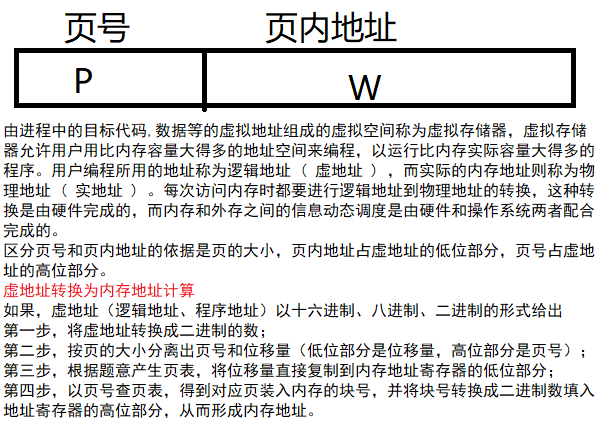 页号 页内地址
P W
由进程中的目标代码,数据等的虚拟地址组成的虚拟空间称为虚拟存储器，虚拟存储
器允许用户用比内存容量大得多的地址空间来编程，以运行比内存实际容量大得多的
程序。用户编程所用的地址称为逻辑地址（ 虚地址 ），而实际的内存地址则称为物
理地址（ 实地址 ）。每次访问内存时都要进行逻辑地址到物理地址的转换，这种转
换是由硬件完成的，而内存和外存之间的信息动态调度是由硬件和操作系统两者配合
完成的。
区分页号和页内地址的依据是页的大小，页内地址占虚地址的低位部分，页号占虚地
址的高位部分。
虚地址转换为内存地址计算
如果，虚地址（逻辑地址、程序地址）以十六进制、八进制、二进制的形式给出
第一步，将虚地址转换成二进制的数；
第二步，按页的大小分离出页号和位移量（低位部分是位移量，高位部分是页号）；
第三步，根据题意产生页表，将位移量直接复制到内存地址寄存器的低位部分；
第四步，以页号查页表，得到对应页装入内存的块号，并将块号转换成二进制数填入
地址寄存器的高位部分，从而形成内存地址。